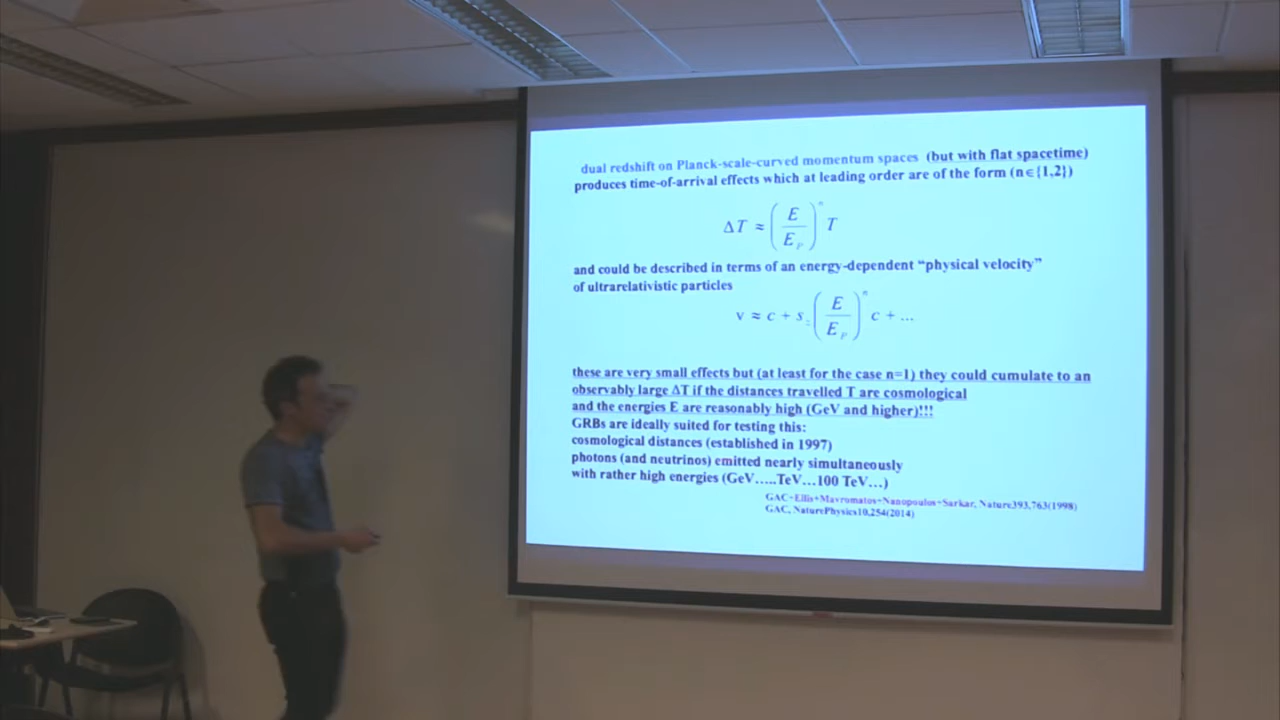 dual redshift on Planck-scale-curved momentum spaces (but with flat spacetime)
produces time-of-arrival effects which at leading order are of the form (n∈{1,2})
ΔT ≈ (E/E_P)^n T
and could be described in terms of an energy-dependent “physical velocity”
of ultrarelativistic particles
v ≈ c + s_± (E/E_P)^n c + ...
these are very small effects but (at least for the case n=1) they could cumulate to an
observably large ΔT if the distances travelled T are cosmological
and the energies E are reasonably high (GeV and higher)!!!
GRBs are ideally suited for testing this:
cosmological distances (established in 1997)
photons (and neutrinos) emitted nearly simultaneously
with rather high energies (GeV.....TeV...100 TeV...)
GAC+Ellis+Mavromatos+Nanopoulos+Sarkar, Nature393,763(1998)
GAC, NaturePhysics10,254(2014)